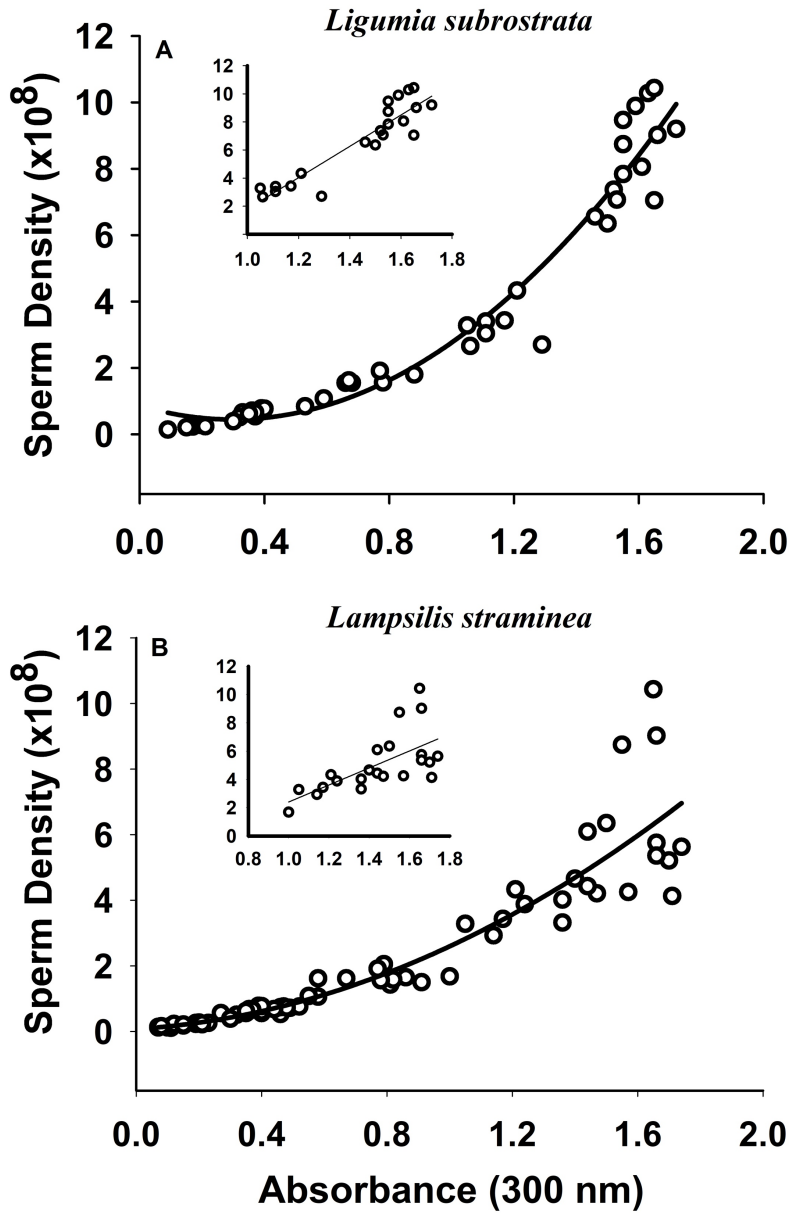 Ligumia subrostrata
A
Sperm Density (x10⁸)
12
10
8
6
4
2
0
12
10
8
6
4
2
1.0 1.2 1.4 1.6 1.8
0.0 0.4 0.8 1.2 1.6 2.0
Lampsilis straminea
B
Sperm Density (x10⁸)
12
10
8
6
4
2
0
12
10
8
6
4
2
0
0.8 1.0 1.2 1.4 1.6 1.8
0.0 0.4 0.8 1.2 1.6 2.0
Absorbance (300 nm)